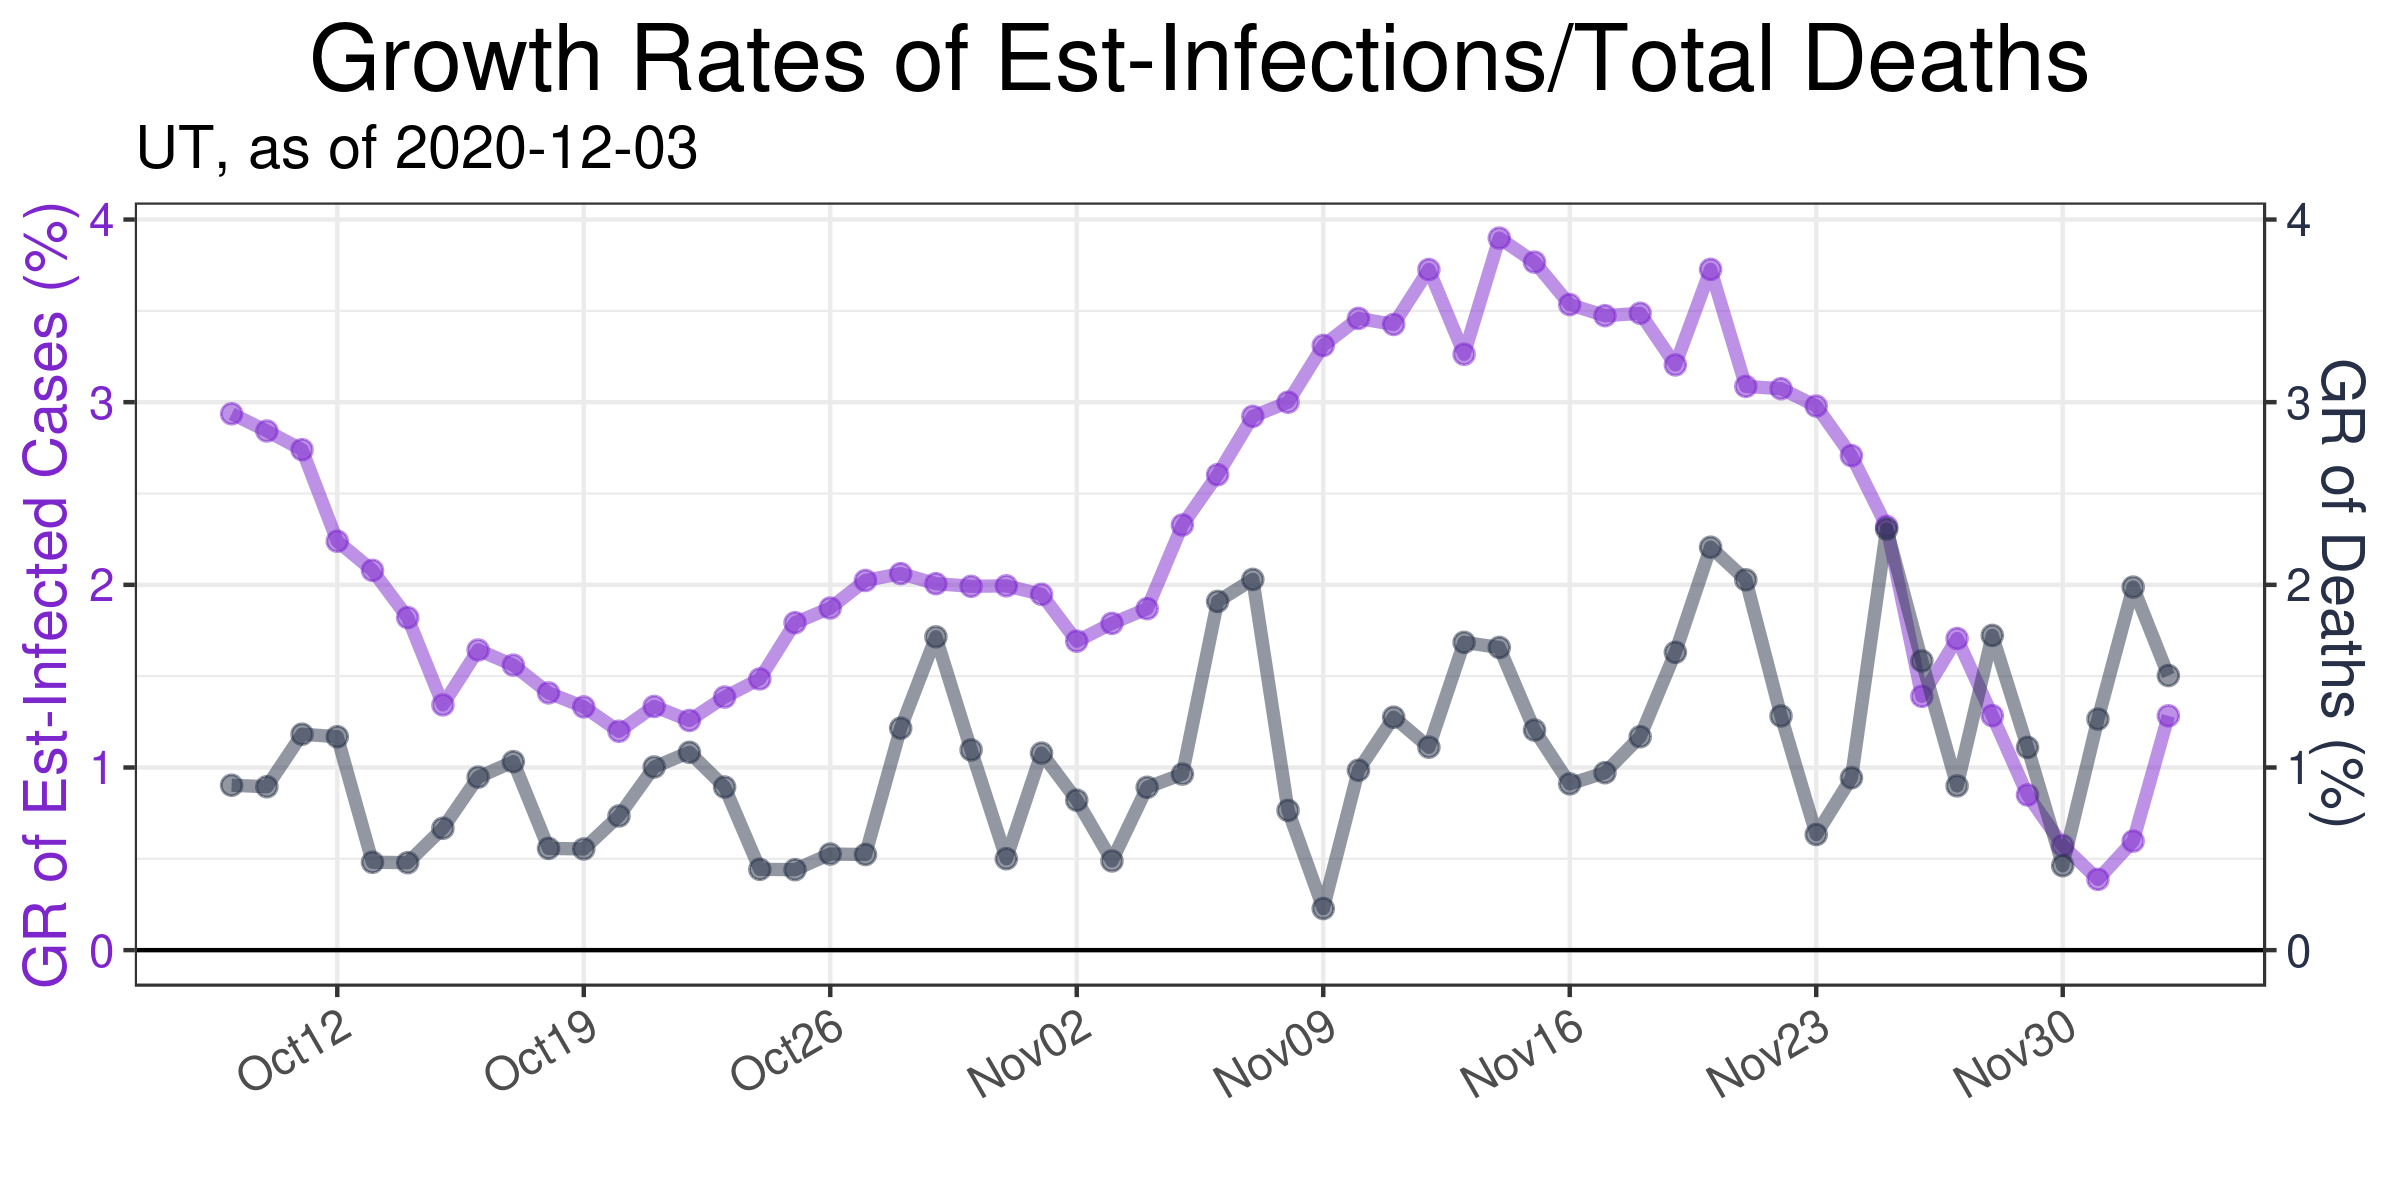 Growth Rates of Est-Infections/Total Deaths
UT, as of 2020-12-03
GR of Est-Infected Cases (%)
4
3
2
1
0
4
3
2
1
0
GR of Deaths (%)
Oct12
Oct19
Oct26
Nov02
Nov09
Nov16
Nov23
Nov30